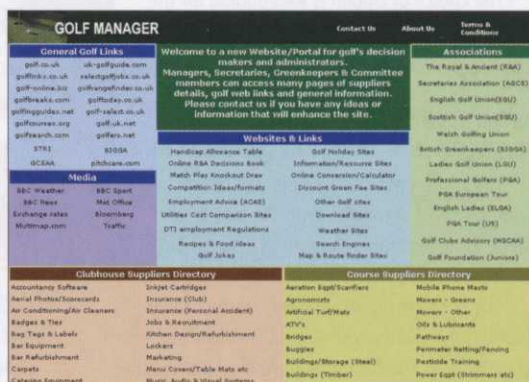 GOLF MANAGER
Contact Us
About Us
Terms & Conditions
General Golf Links
golf.co.uk
uk-golfguide.com
golflinks.co.uk
selectgolfjobs.co.uk
golf-online.biz
golfrangefinder.co.uk
golfbreaks.com
golftoday.co.uk
golfingguides.net
golf-select.co.uk
golfcourses.org
golf.uk.net
golfsearch.com
golfers.net
STRI
BIGGA
GCSAA
pitchcare.com
Media
BBC Weather
BBC Sport
BBC News
Met Office
Exchange rates
Bloomberg
Multimap.com
Traffic
Welcome to a new Website/Portal for golf's decision
makers and administrators.
Managers, Secretaries, Greenkeepers & Committee
members can access many pages of suppliers
details, golf web links and general information.
Please contact us if you have any ideas or
information that will enhance the site.
Websites & Links
Handicap Allowance Table
Golf Holiday Sites
Online R&A Decisions Book
Information/Resource Sites
Match Play Knockout Draw
Online Conversion/Calculator
Competition Ideas/formats
Discount Green Fee Sites
Employment Advice (ACAS)
Other Golf sites
Utilities Cost Comparison Sites
Download Sites
DTI employment Regulations
Weather Sites
Recipes & Food ideas
Search Engines
Golf Jokes
Map & Route finder Sites
Associations
The Royal & Ancient (R&A)
Secretaries Association (AGCS)
English Golf Union(EGU)
Scottish Golf Union(SGU)
Welsh Golfing Union
British Greenkeepers (BIGGA)
Ladies Golf Union (LGU)
Professional Golfers (PGA)
PGA European Tour
English Ladies (ELGA)
PGA Tour (US)
Golf Clubs Advisory (NGCAA)
Golf Foundation (Juniors)
Clubhouse Suppliers Directory
Accountancy Software
Inkjet Cartridges
Aerial Photos/Scorecards
Insurance (Club)
Air Conditioning/Air Cleaners
Insurance (Personal Accident)
Badges & Ties
Jobs & Recruitment
Bag Tags & Labels
Kitchen Design/Refurbishment
Bar Equipment
Lockers
Bar Refurbishment
Marketing
Carpets
Menu Covers/Table Mats etc
Catering Equipment
Music, Audio & Visual Systems
Course Suppliers Directory
Aeration Eqpt/Scarifiers
Mobile Phone Masts
Agronomists
Mowers - Greens
Artificial Turf/Mats
Mowers - Other
ATV's
Oils & Lubricants
Bridges
Pathways
Buggies
Perimeter Netting/Fencing
Buildings/Storage (Steel)
Pesticide Training
Buildings (Timber)
Power Eqpt (Strimmers etc)